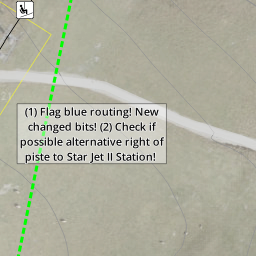 (1) Flag blue routing! New
changed bits! (2) Check if
possible alternative right of
piste to Star Jet II Station!